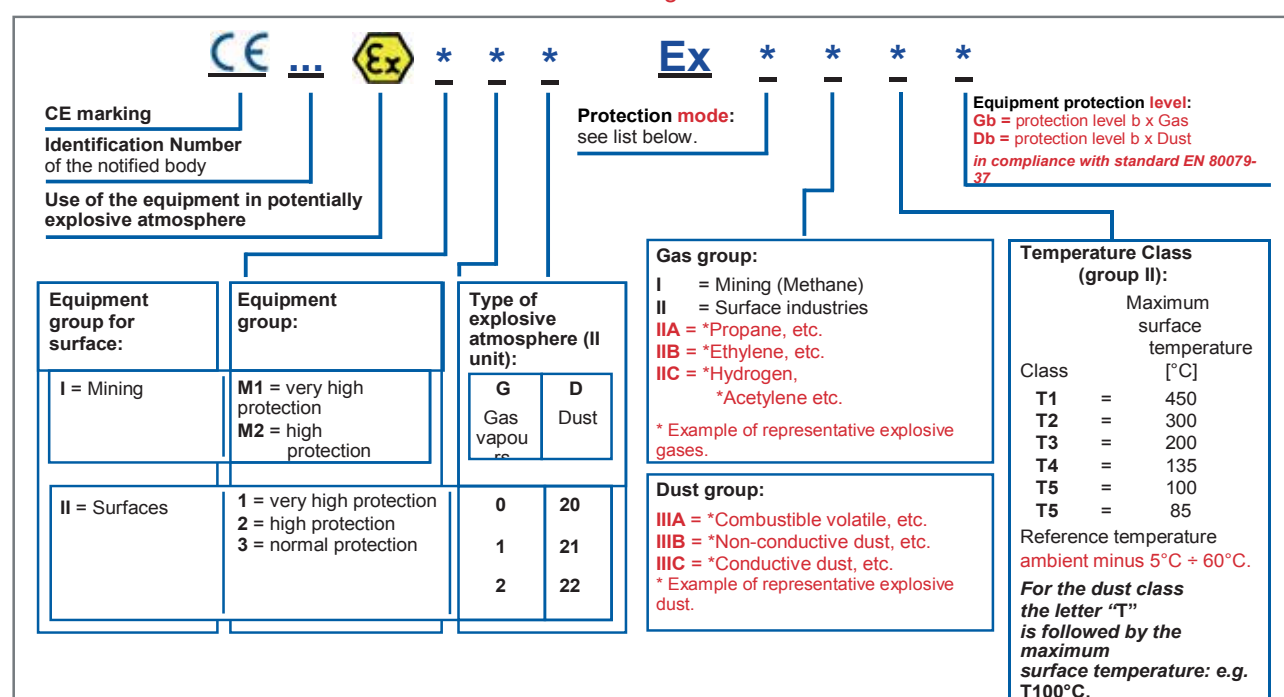 CE ... Ex * * * Ex * * * *
CE marking
Identification Number
of the notified body
Use of the equipment in potentially
explosive atmosphere
Protection mode:
see list below.
Equipment protection level:
Gb = protection level b x Gas
Db = protection level b x Dust
in compliance with standard EN 80079-
37
Equipment
group for
surface:
Equipment
group:
Type of
explosive
atmosphere (II
unit):
I = Mining
M1 = very high
protection
M2 = high
protection
G D
Gas Dust
vapou
rs
II = Surfaces
1 = very high protection
2 = high protection
3 = normal protection
0 20
1 21
2 22
Gas group:
I = Mining (Methane)
II = Surface industries
IIA = *Propane, etc.
IIB = *Ethylene, etc.
IIC = *Hydrogen,
*Acetylene etc.
* Example of representative explosive
gases.
Dust group:
IIIA = *Combustible volatile, etc.
IIIB = *Non-conductive dust, etc.
IIIC = *Conductive dust, etc.
* Example of representative explosive
dust.
Temperature Class
(group II):
Maximum
surface
temperature
Class [°C]
T1 = 450
T2 = 300
T3 = 200
T4 = 135
T5 = 100
T5 = 85
Reference temperature
ambient minus 5°C ÷ 60°C.
For the dust class
the letter “T”
is followed by the
maximum
surface temperature: e.g.
T100°C.